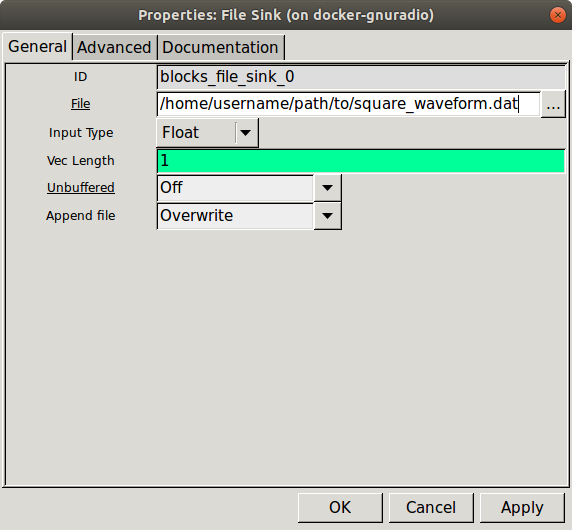 Properties: File Sink (on docker-gnuradio)
General Advanced Documentation
ID blocks_file_sink_0
File /home/username/path/to/square_waveform.dat ...
Input Type Float
Vec Length 1
Unbuffered Off
Append file Overwrite
OK Cancel Apply